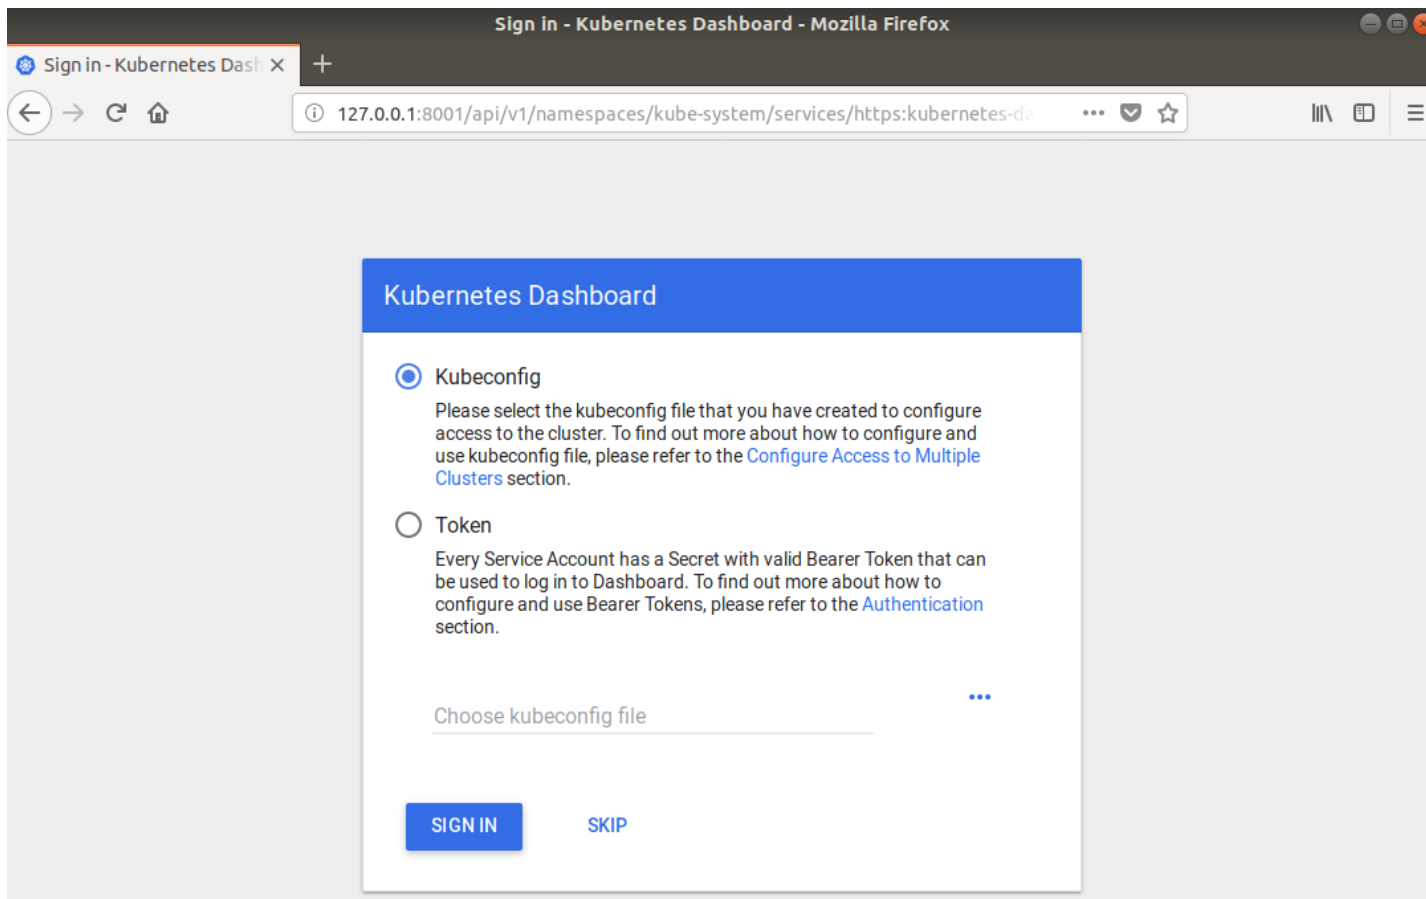 Sign in - Kubernetes Dashboard - Mozilla Firefox
Sign in - Kubernetes Dash
127.0.0.1:8001/api/v1/namespaces/kube-system/services/https:kubernetes-da
Kubernetes Dashboard
Kubeconfig
Please select the kubeconfig file that you have created to configure
access to the cluster. To find out more about how to configure and
use kubeconfig file, please refer to the Configure Access to Multiple
Clusters section.
Token
Every Service Account has a Secret with valid Bearer Token that can
be used to log in to Dashboard. To find out more about how to
configure and use Bearer Tokens, please refer to the Authentication
section.
Choose kubeconfig file
SIGN IN SKIP